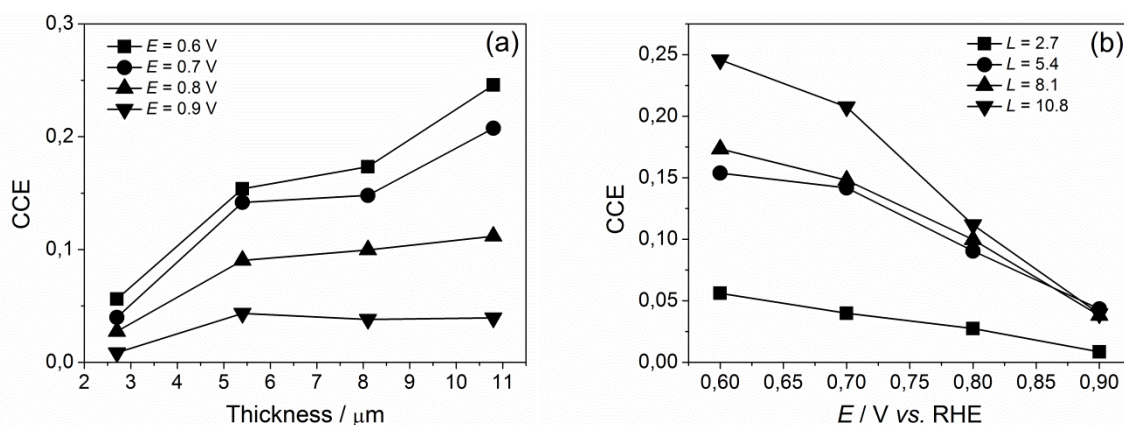 (a)
E = 0.6 V
E = 0.7 V
E = 0.8 V
E = 0.9 V
0,3
0,2
0,1
0,0
CCE
2 3 4 5 6 7 8 9 10 11
Thickness / μm
(b)
L = 2.7
L = 5.4
L = 8.1
L = 10.8
0,25
0,20
0,15
0,10
0,05
0,00
CCE
0,60 0,65 0,70 0,75 0,80 0,85 0,90
E / V vs. RHE